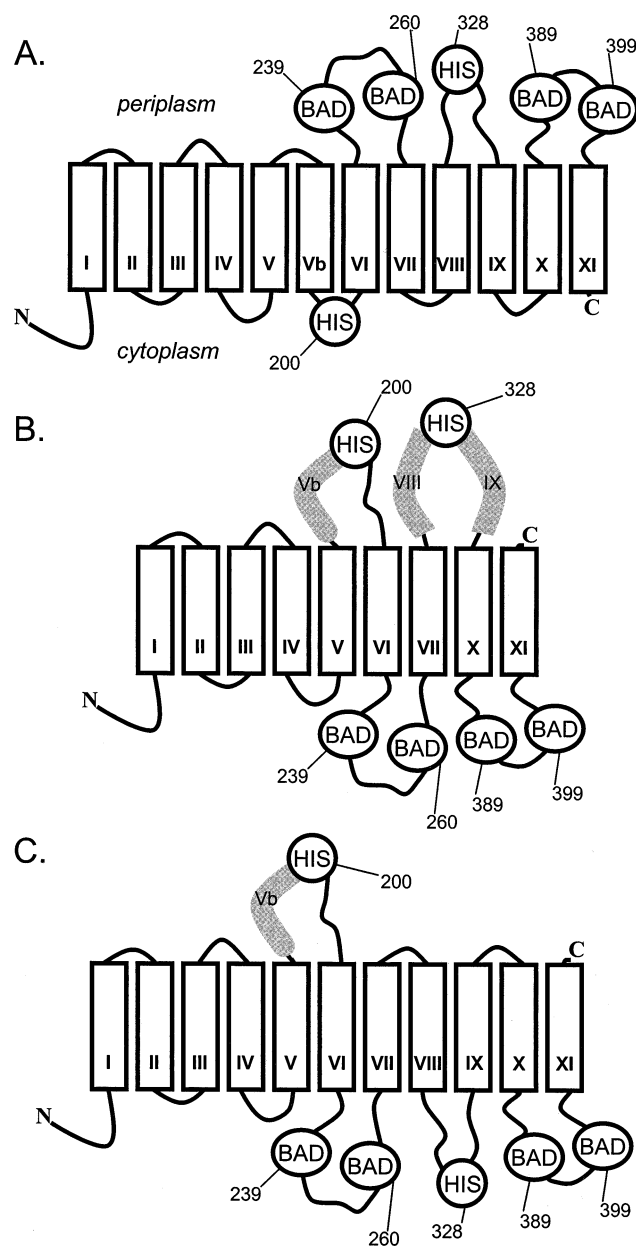 A.
260
328
389
399
239
BAD
BAD
HIS
BAD
BAD
periplasm
I
II
III
IV
V
Vb
VI
VII
VIII
IX
X
XI
N
cytoplasm
HIS
200
C
B.
200
328
HIS
HIS
Vb
VIII
IX
C
I
II
III
IV
V
VI
VII
X
XI
N
BAD
BAD
BAD
BAD
239
260
389
399
C.
HIS
200
Vb
C
I
II
III
IV
V
VI
VII
VIII
IX
X
XI
N
BAD
BAD
HIS
BAD
BAD
239
260
328
389
399